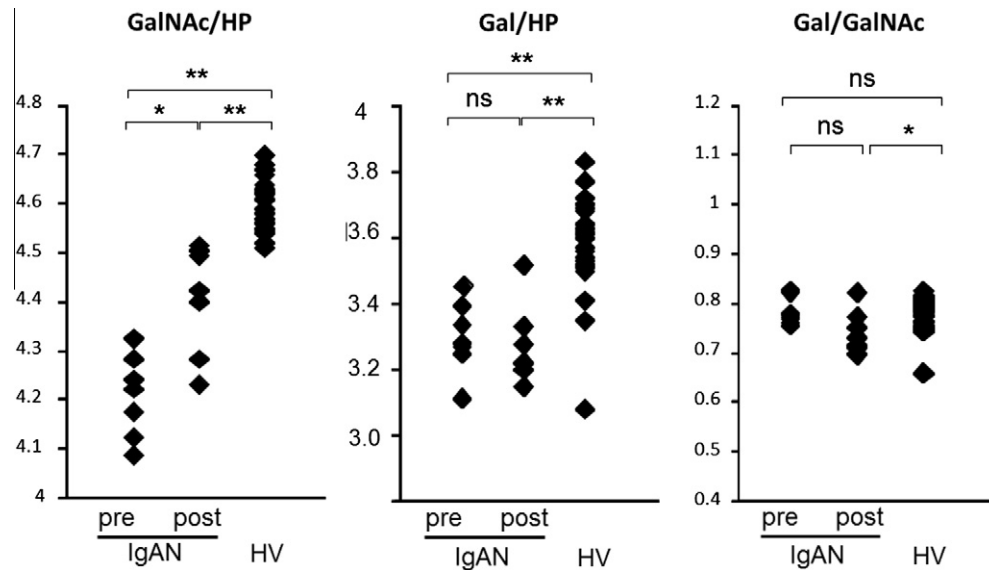 GalNAc/HP
**
*
**
4.8
4.7
4.6
4.5
4.4
4.3
4.2
4.1
4
pre
post
IgAN
HV
Gal/HP
**
ns
**
4
3.8
|3.6
3.4
3.2
3.0
pre
post
IgAN
HV
Gal/GalNAc
ns
ns
*
1.2
1.1
1
0.9
0.8
0.7
0.6
0.5
0.4
pre
post
IgAN
HV